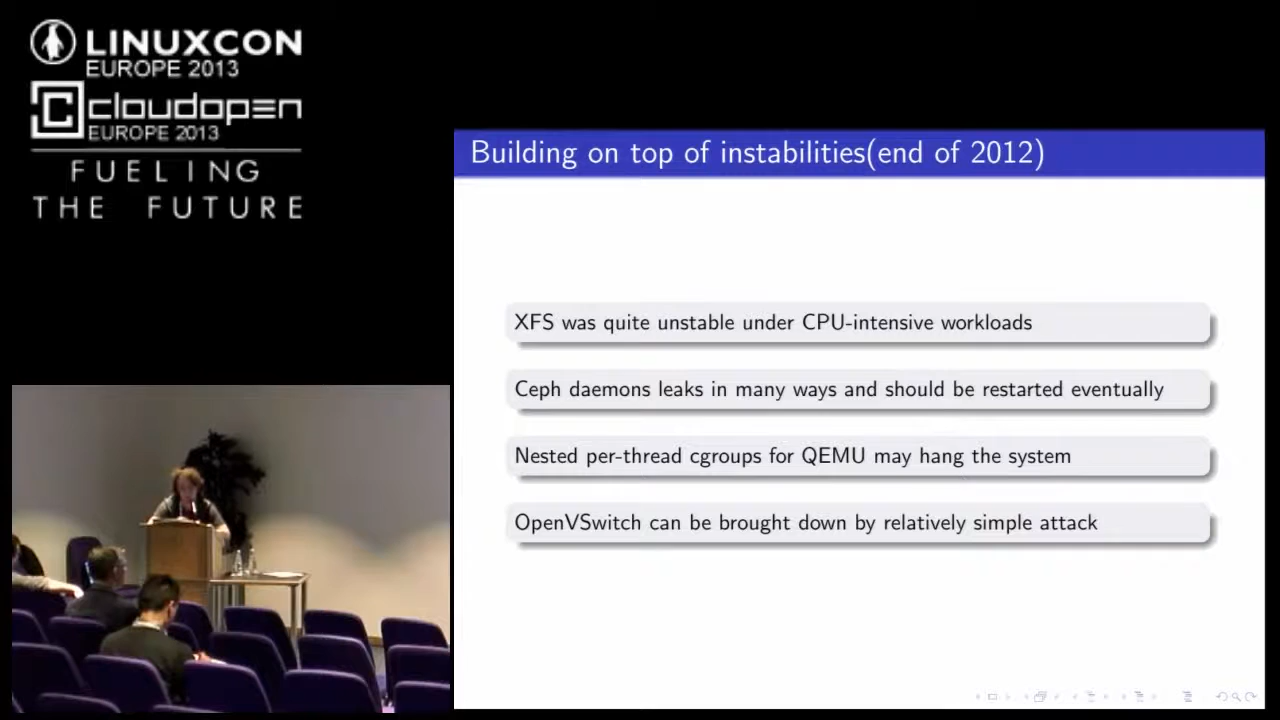 LINUXCON
EUROPE 2013
cloudopen
EUROPE 2013
FUELING
THE FUTURE
Building on top of instabilities(end of 2012)
XFS was quite unstable under CPU-intensive workloads
Ceph daemons leaks in many ways and should be restarted eventually
Nested per-thread cgroups for QEMU may hang the system
OpenVSwitch can be brought down by relatively simple attack